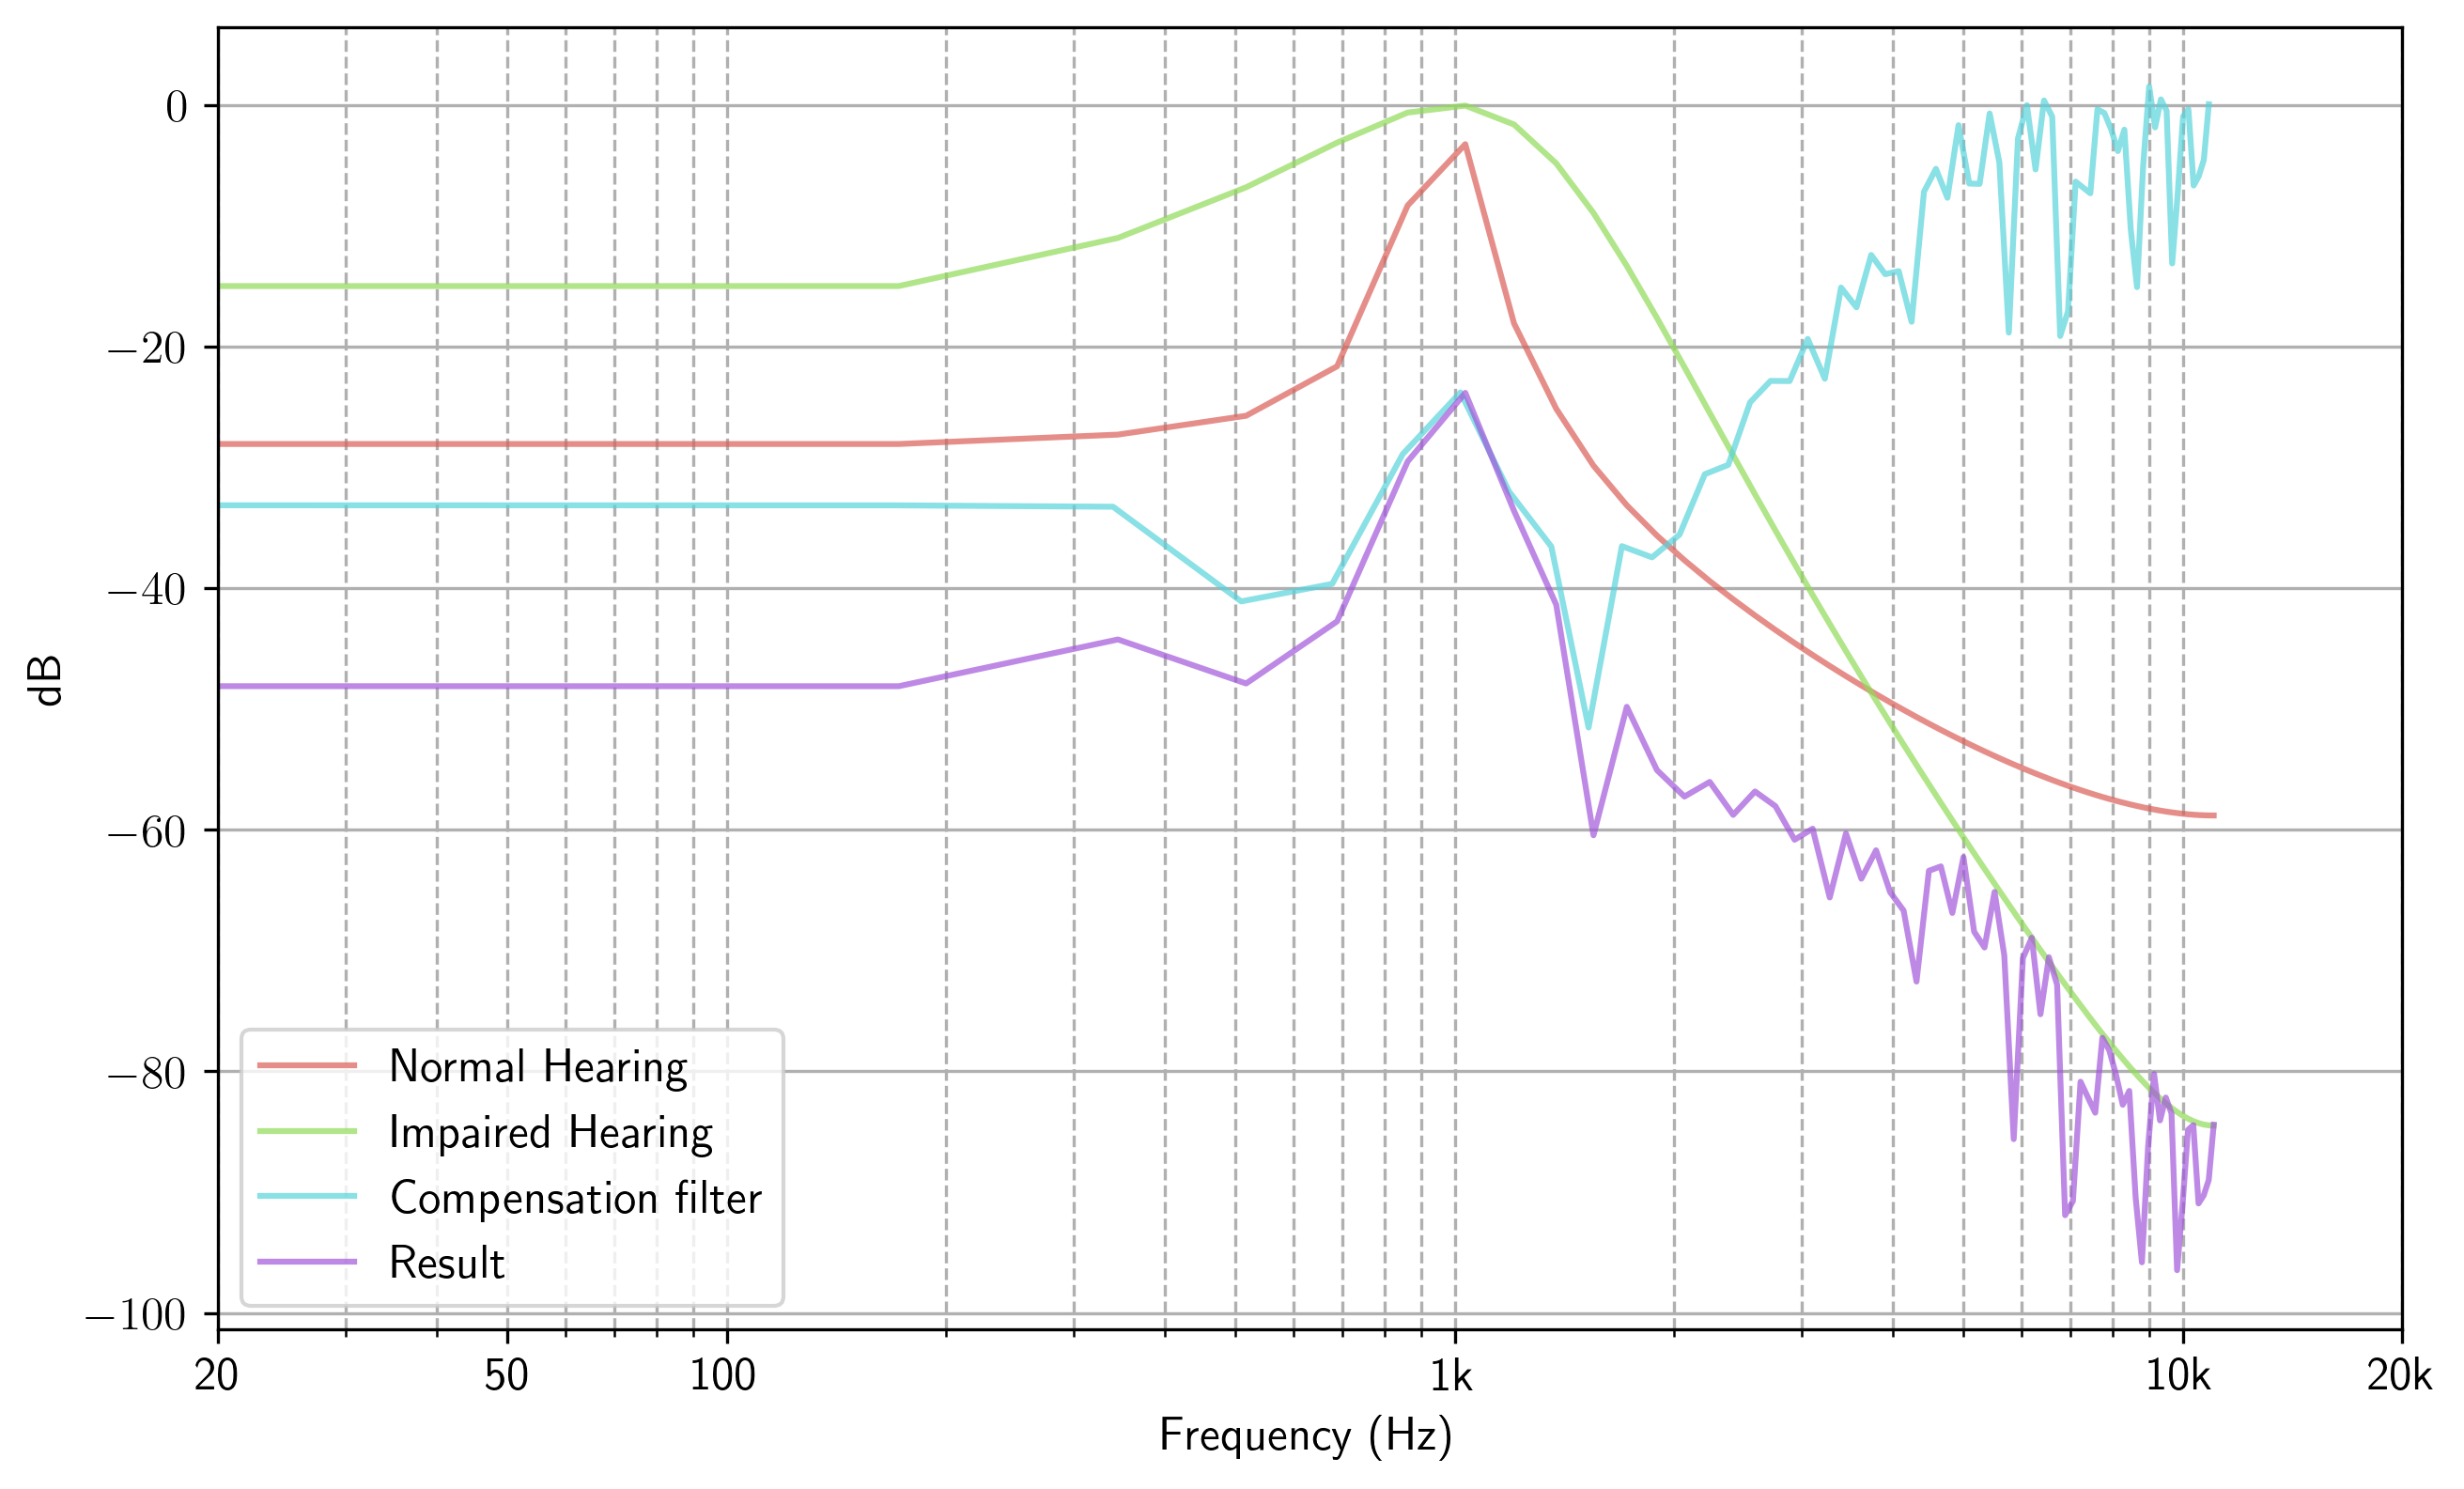 0
−20
−40
−60
−80
−100
dB
Normal Hearing
Impaired Hearing
Compensation filter
Result
20 50 100 1k 10k 20k
Frequency (Hz)